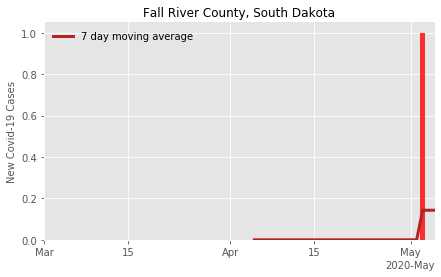 Fall River County, South Dakota
7 day moving average
New Covid-19 Cases
1.0
0.8
0.6
0.4
0.2
0.0
Mar
15
Apr
15
May
2020-May